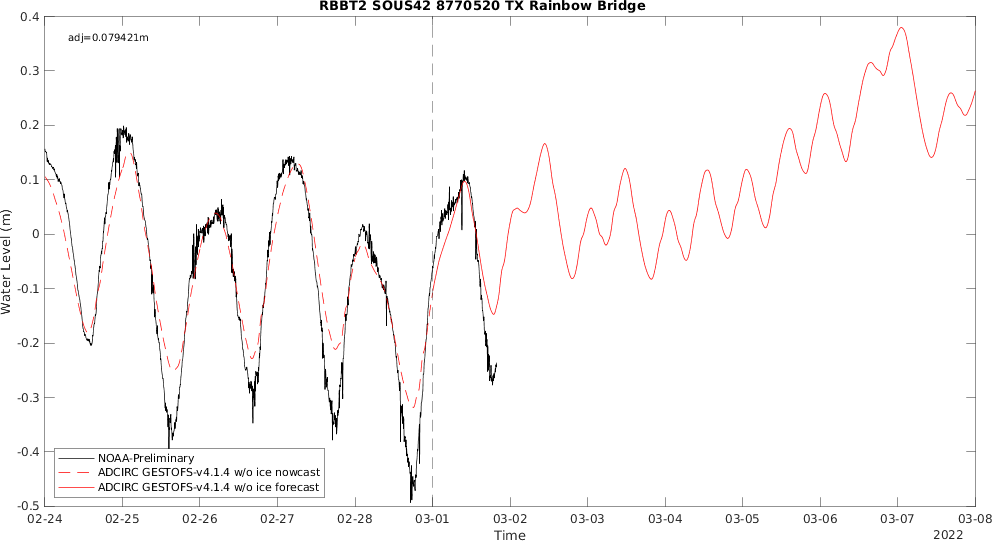 RBBT2 SOUS42 8770520 TX Rainbow Bridge
adj=0.079421m
0.4
0.3
0.2
0.1
0
-0.1
-0.2
-0.3
-0.4
-0.5
Water Level (m)
NOAA-Preliminary
ADCIRC GESTOFS-v4.1.4 w/o ice nowcast
ADCIRC GESTOFS-v4.1.4 w/o ice forecast
02-24 02-25 02-26 02-27 02-28 03-01 03-02 03-03 03-04 03-05 03-06 03-07 03-08
Time
2022